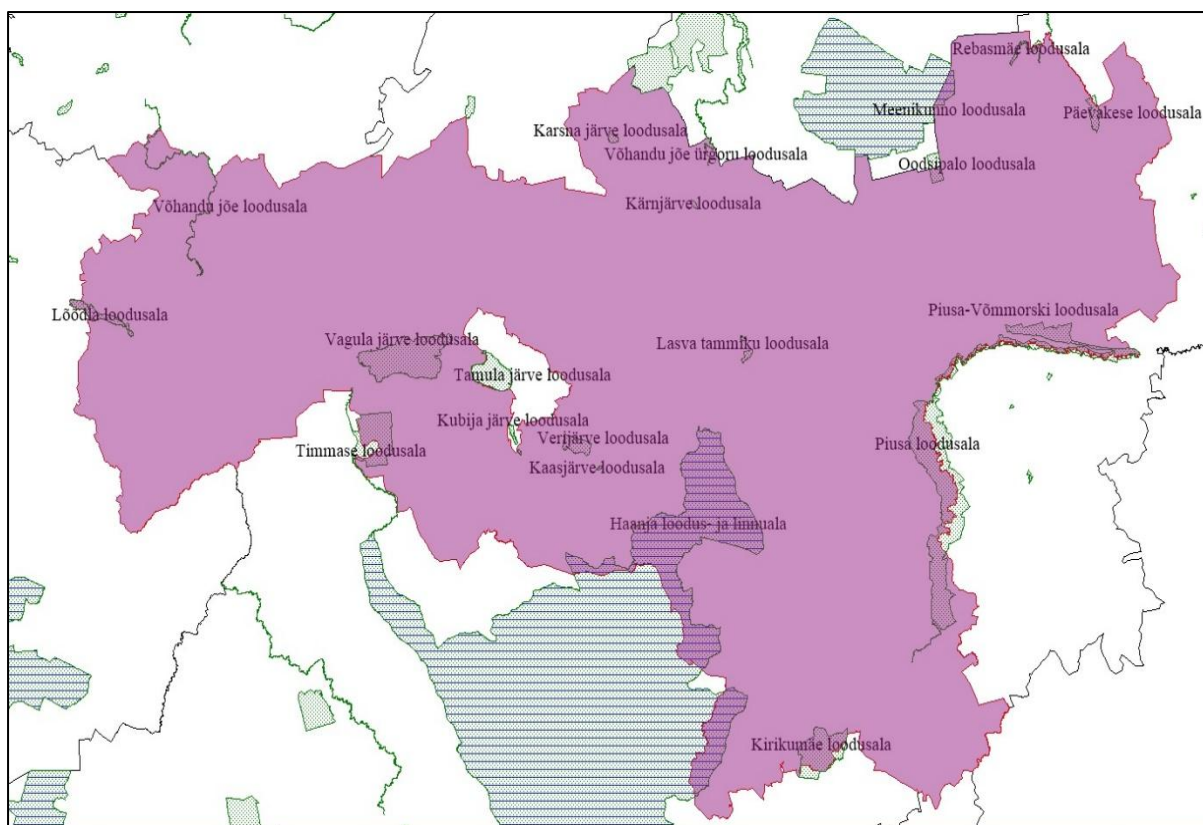 Rebasmäe loodusala
Meenikunno loodusala
Päevakese loodusala
Karsna järve loodusala
Võhandu jõe ürgoru loodusala
Oodsipalo loodusala
Võhandu jõe loodusala
Kärnjärve loodusala
Lõõdla loodusala
Piusa-Võmmorski loodusala
Vagula järve loodusala
Lasva tammiku loodusala
Tamula järve loodusala
Kubija järve loodusala
Verijärve loodusala
Timmase loodusala
Piusa loodusala
Kaasjärve loodusala
Haanja loodus- ja linnuala
Kirikumäe loodusala